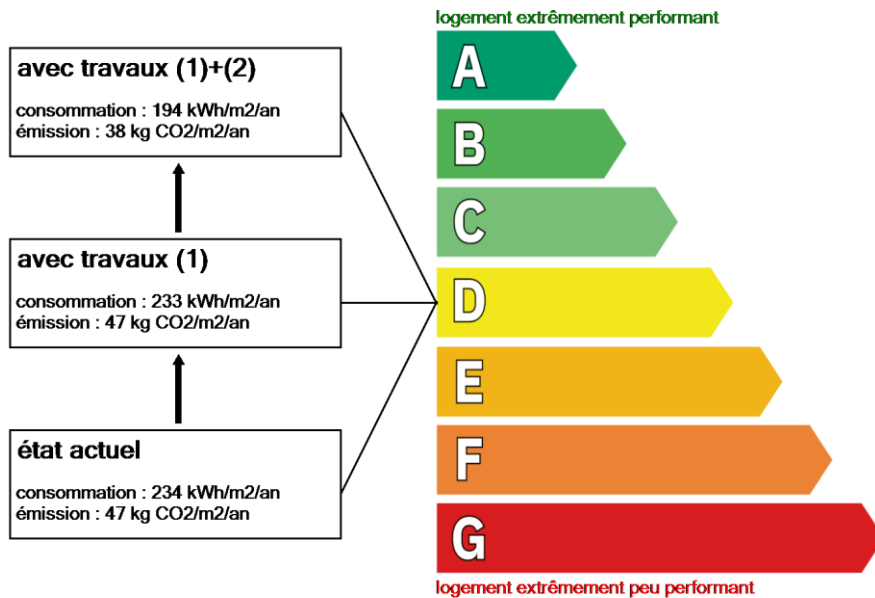 logement extrêmement performant
avec travaux (1)+(2)
consommation : 194 kWh/m2/an
émission : 38 kg CO2/m2/an
avec travaux (1)
consommation : 233 kWh/m2/an
émission : 47 kg CO2/m2/an
état actuel
consommation : 234 kWh/m2/an
émission : 47 kg CO2/m2/an
A
B
C
D
E
F
G
logement extrêmement peu performant